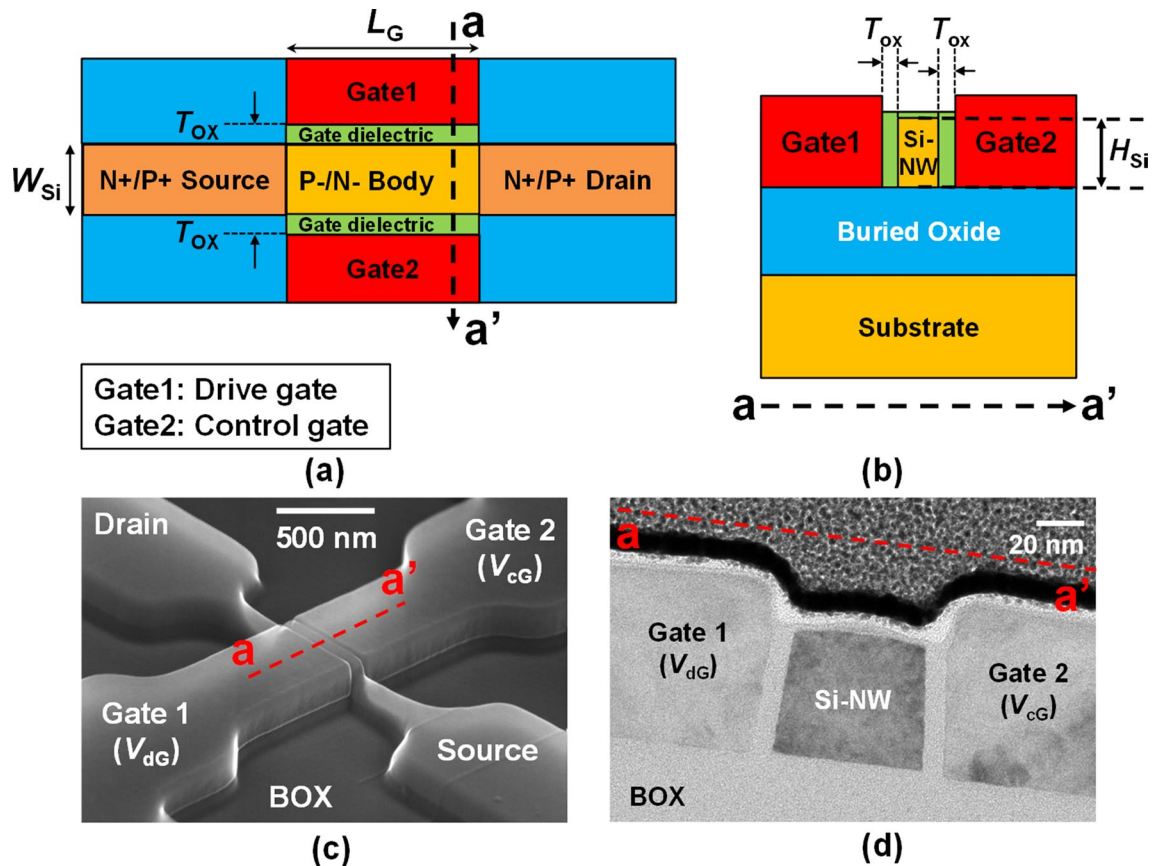 L_G
a
Gate1
T_OX
Gate dielectric
W_Si
N+/P+ Source
P-/N- Body
N+/P+ Drain
Gate dielectric
T_OX
Gate2
a’
Gate1: Drive gate
Gate2: Control gate
(a)
T_ox T_ox
Gate1
Si-
NW
Gate2
H_Si
Buried Oxide
Substrate
a a’
(b)
Drain
500 nm
Gate 2
(V_cG)
a’
a
Gate 1
(V_dG)
Source
BOX
(c)
a
20 nm
a’
Gate 1
(V_dG)
Si-NW
Gate 2
(V_cG)
BOX
(d)